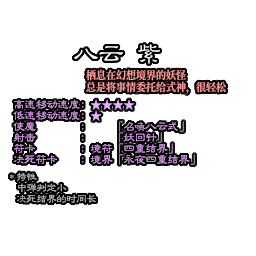 八云 紫
栖息在幻想境界的妖怪
总是将事情委托给式神，很轻松
高速移动速度：★★★★
低速移动速度：★
使魔 ：「召唤八云式」
射击 ：「妖回针」
符卡 ：境符「四重结界」
决死符卡 ：境界「永夜四重结界」
※特性
中弹判定小
决死结界的时间长